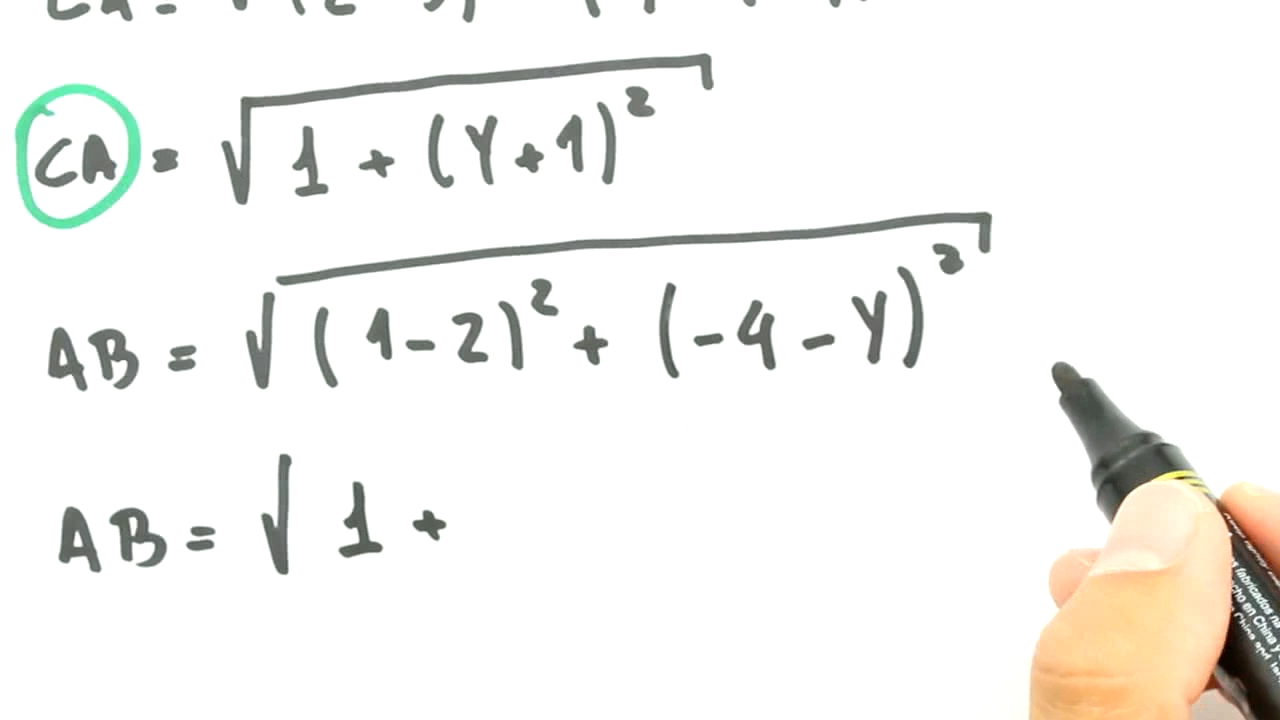 CA = √1 + (Y+1)²
AB = √(1-2)² + (-4-Y)²
AB = √1 +